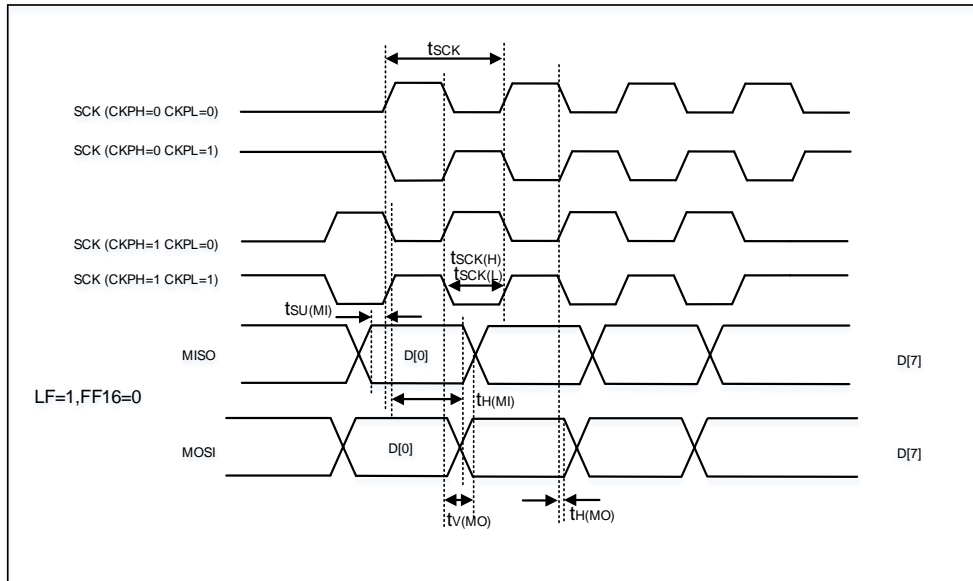 tSCK
SCK (CKPH=0 CKPL=0)
SCK (CKPH=0 CKPL=1)
SCK (CKPH=1 CKPL=0)
tSCK(H)
SCK (CKPH=1 CKPL=1)
tSCK(L)
tSU(MI)
MISO
D[0]
D[7]
LF=1,FF16=0
tH(MI)
MOSI
D[0]
D[7]
tV(MO)
tH(MO)